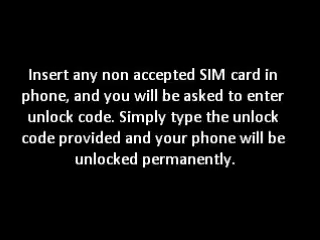 Insert any non accepted SIM card in
phone, and you will be asked to enter
unlock code. Simply type the unlock
code provided and your phone will be
unlocked permanently.